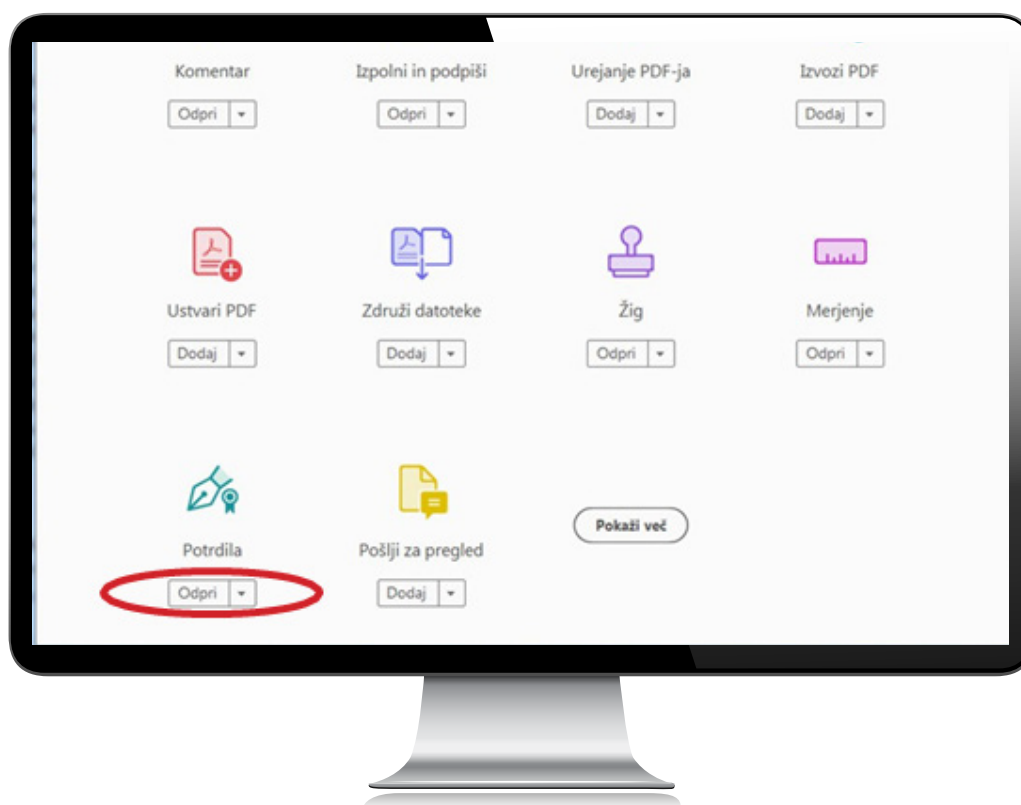 Komentar Izpolni in podpiši Urejanje PDF-ja Izvozi PDF
Odpri Odpri Dodaj Dodaj
Ustvari PDF Združi datoteke Žig Merjenje
Dodaj Dodaj Odpri Odpri
Pokaži več
Potrdila Pošlji za pregled
Odpri Dodaj